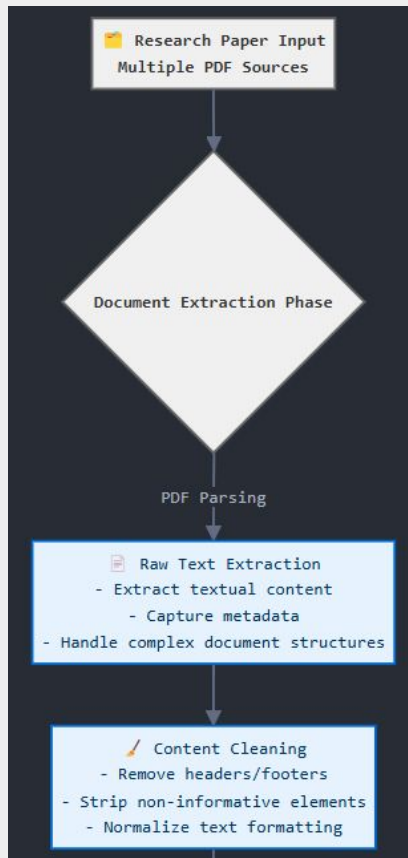 🗂️ Research Paper Input
Multiple PDF Sources
Document Extraction Phase
PDF Parsing
📄 Raw Text Extraction
- Extract textual content
- Capture metadata
- Handle complex document structures
🧹 Content Cleaning
- Remove headers/footers
- Strip non-informative elements
- Normalize text formatting